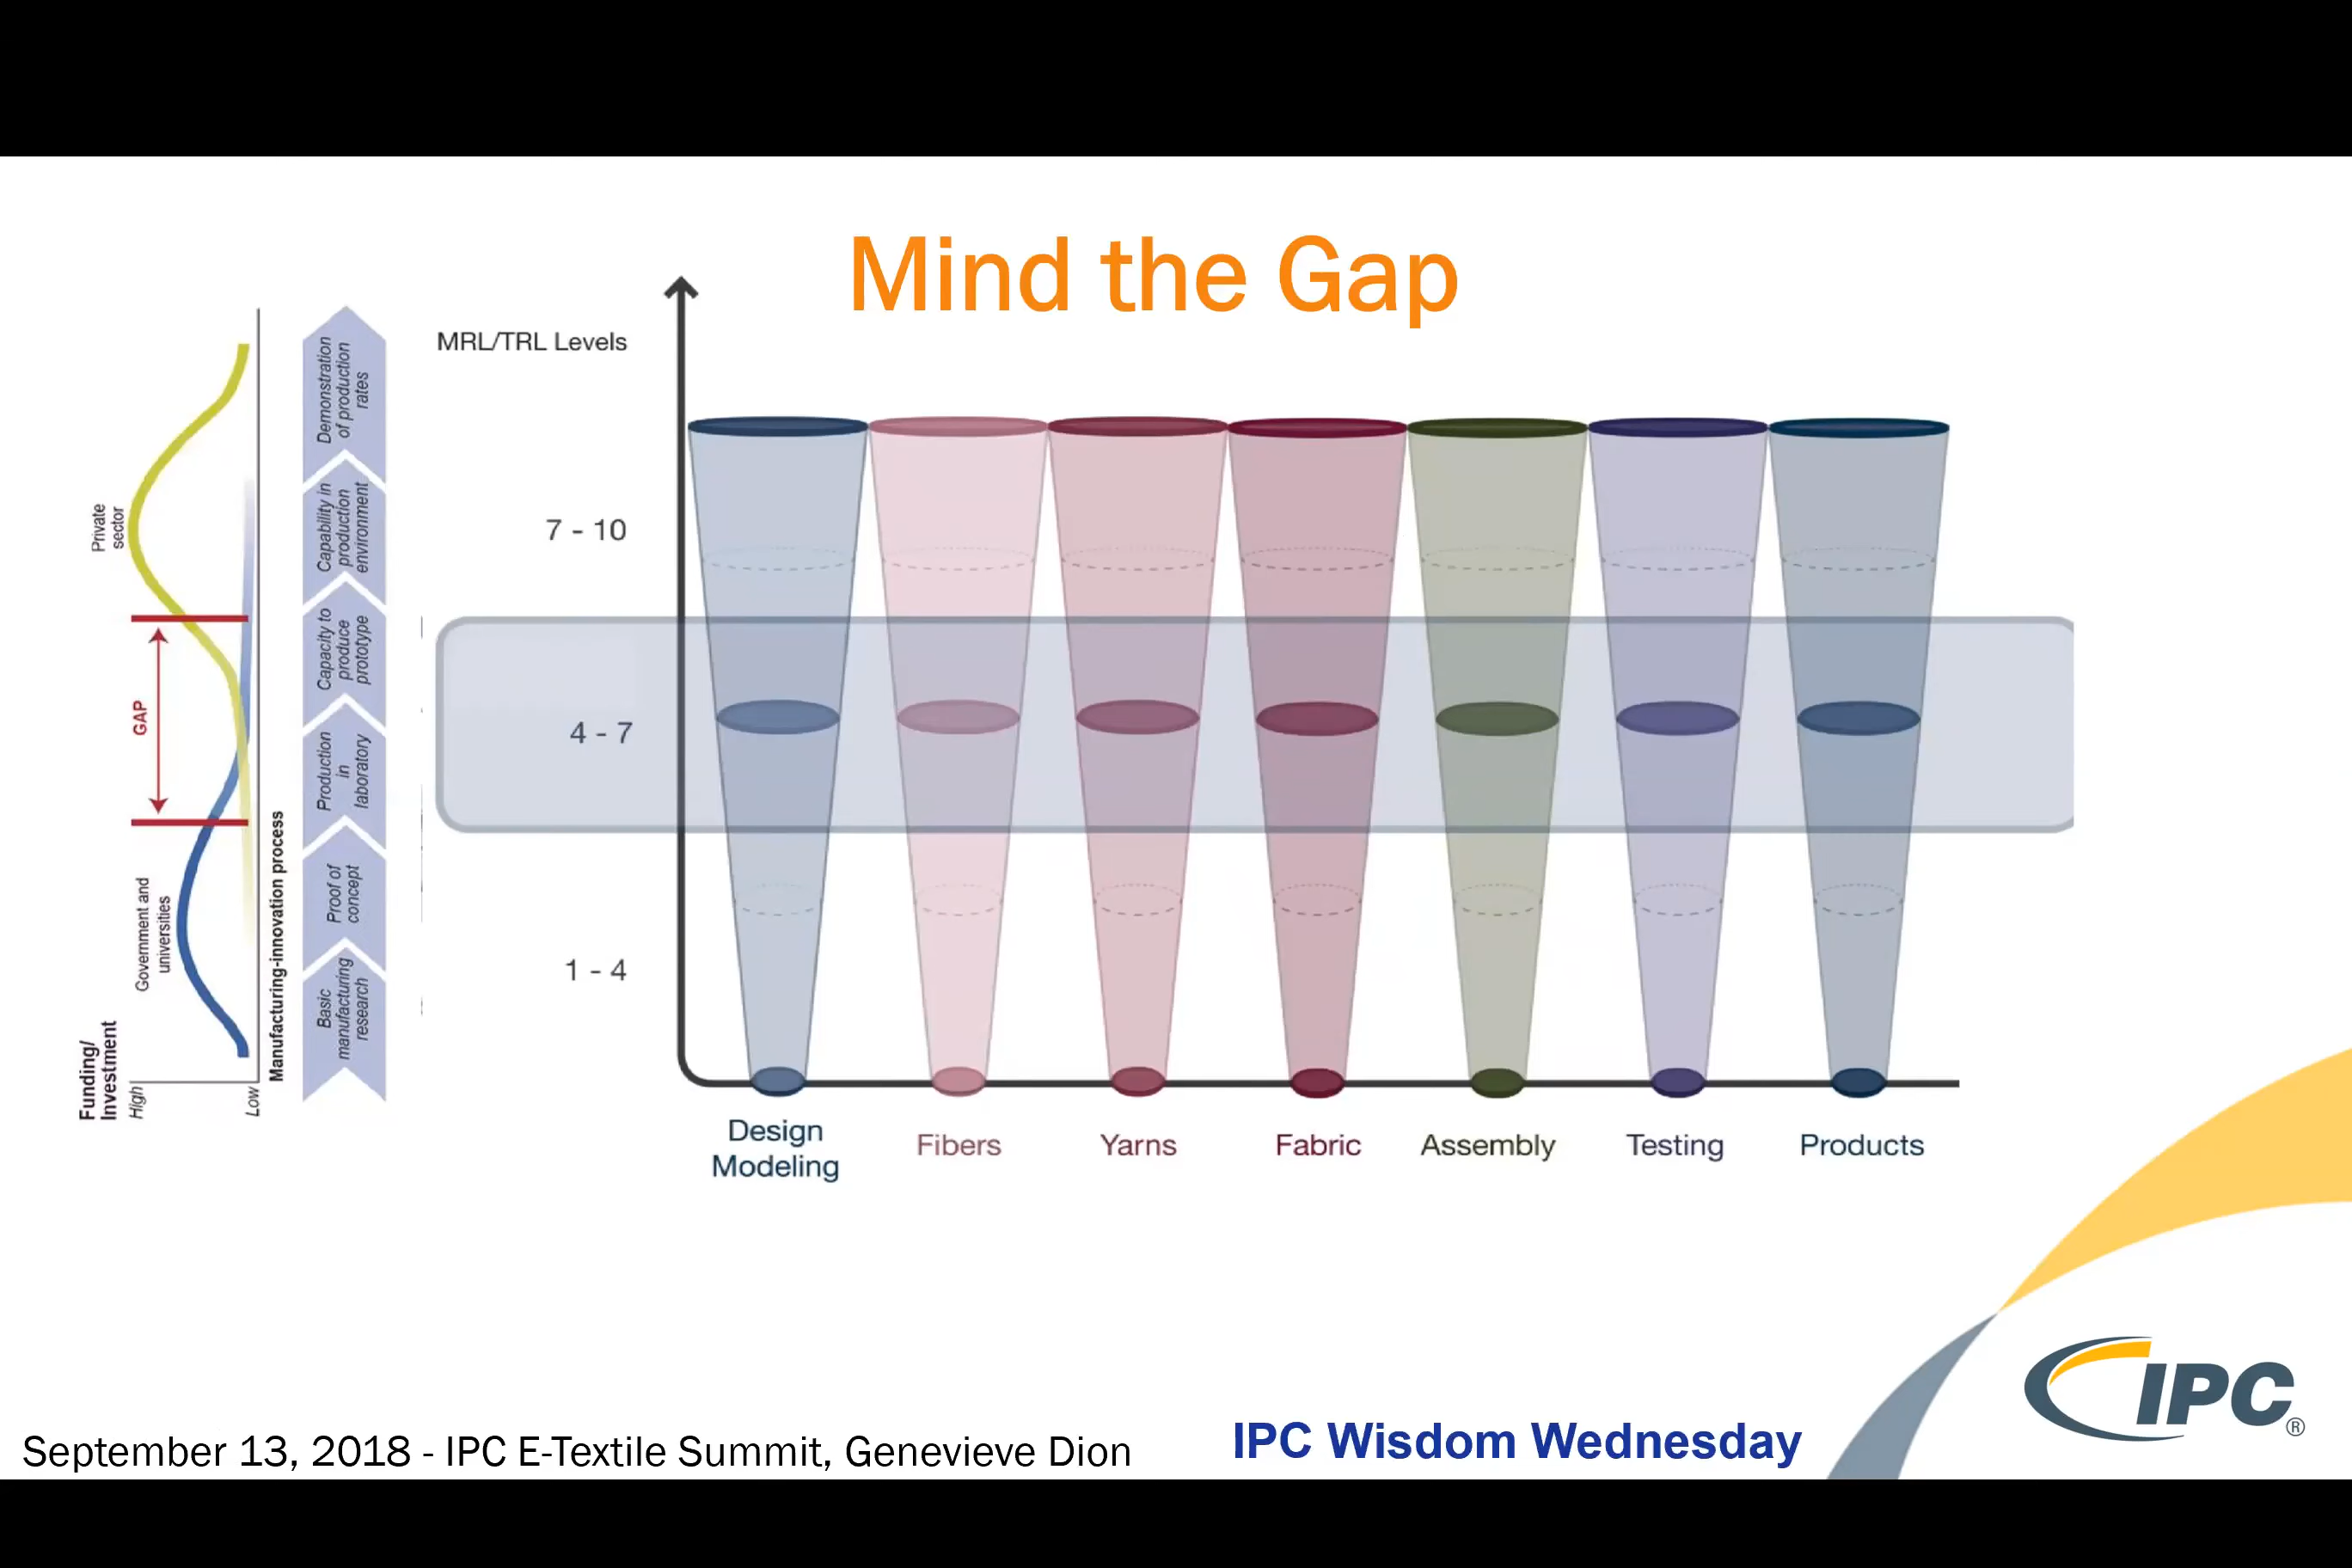 Mind the Gap
MRL/TRL Levels
7 - 10
4 - 7
1 - 4
Design
Modeling
Fibers
Yarns
Fabric
Assembly
Testing
Products
Private
sector
GAP
Government and
universities
Funding/
Investment
High
Low
Manufacturing-innovation process
Demonstration
of production
rates
Capability in
production
environment
Capacity to
produce
prototype
Production
in
laboratory
Proof of
concept
Basic
manufacturing
research
September 13, 2018 - IPC E-Textile Summit, Genevieve Dion
IPC Wisdom Wednesday
IPC®